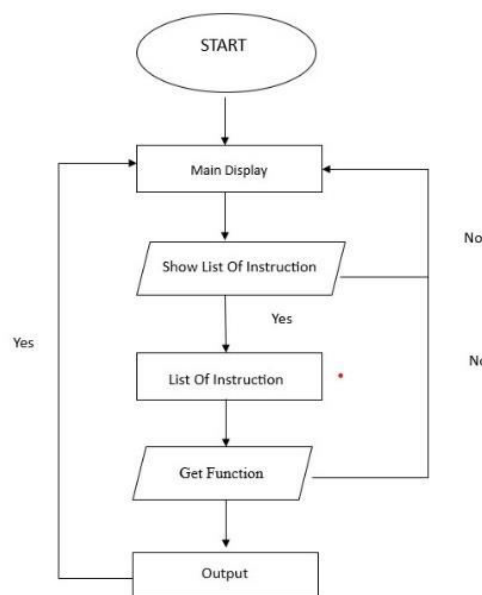 START
Main Display
No
Show List Of Instruction
Yes
Yes
No
List Of Instruction
Get Function
Output